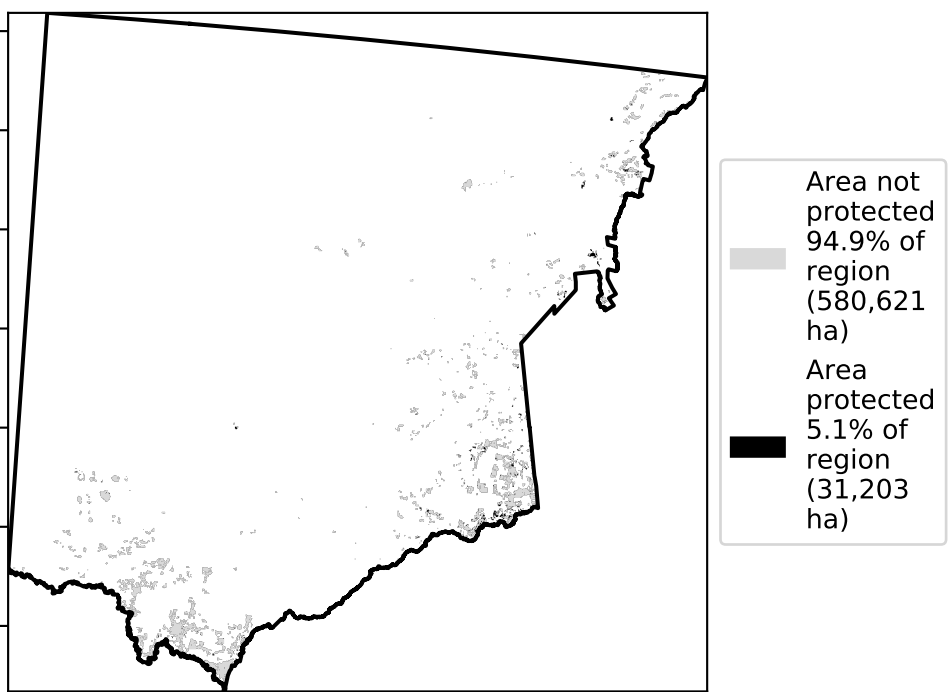 Area not
protected
94.9% of
region
(580,621
ha)
Area
protected
5.1% of
region
(31,203
ha)